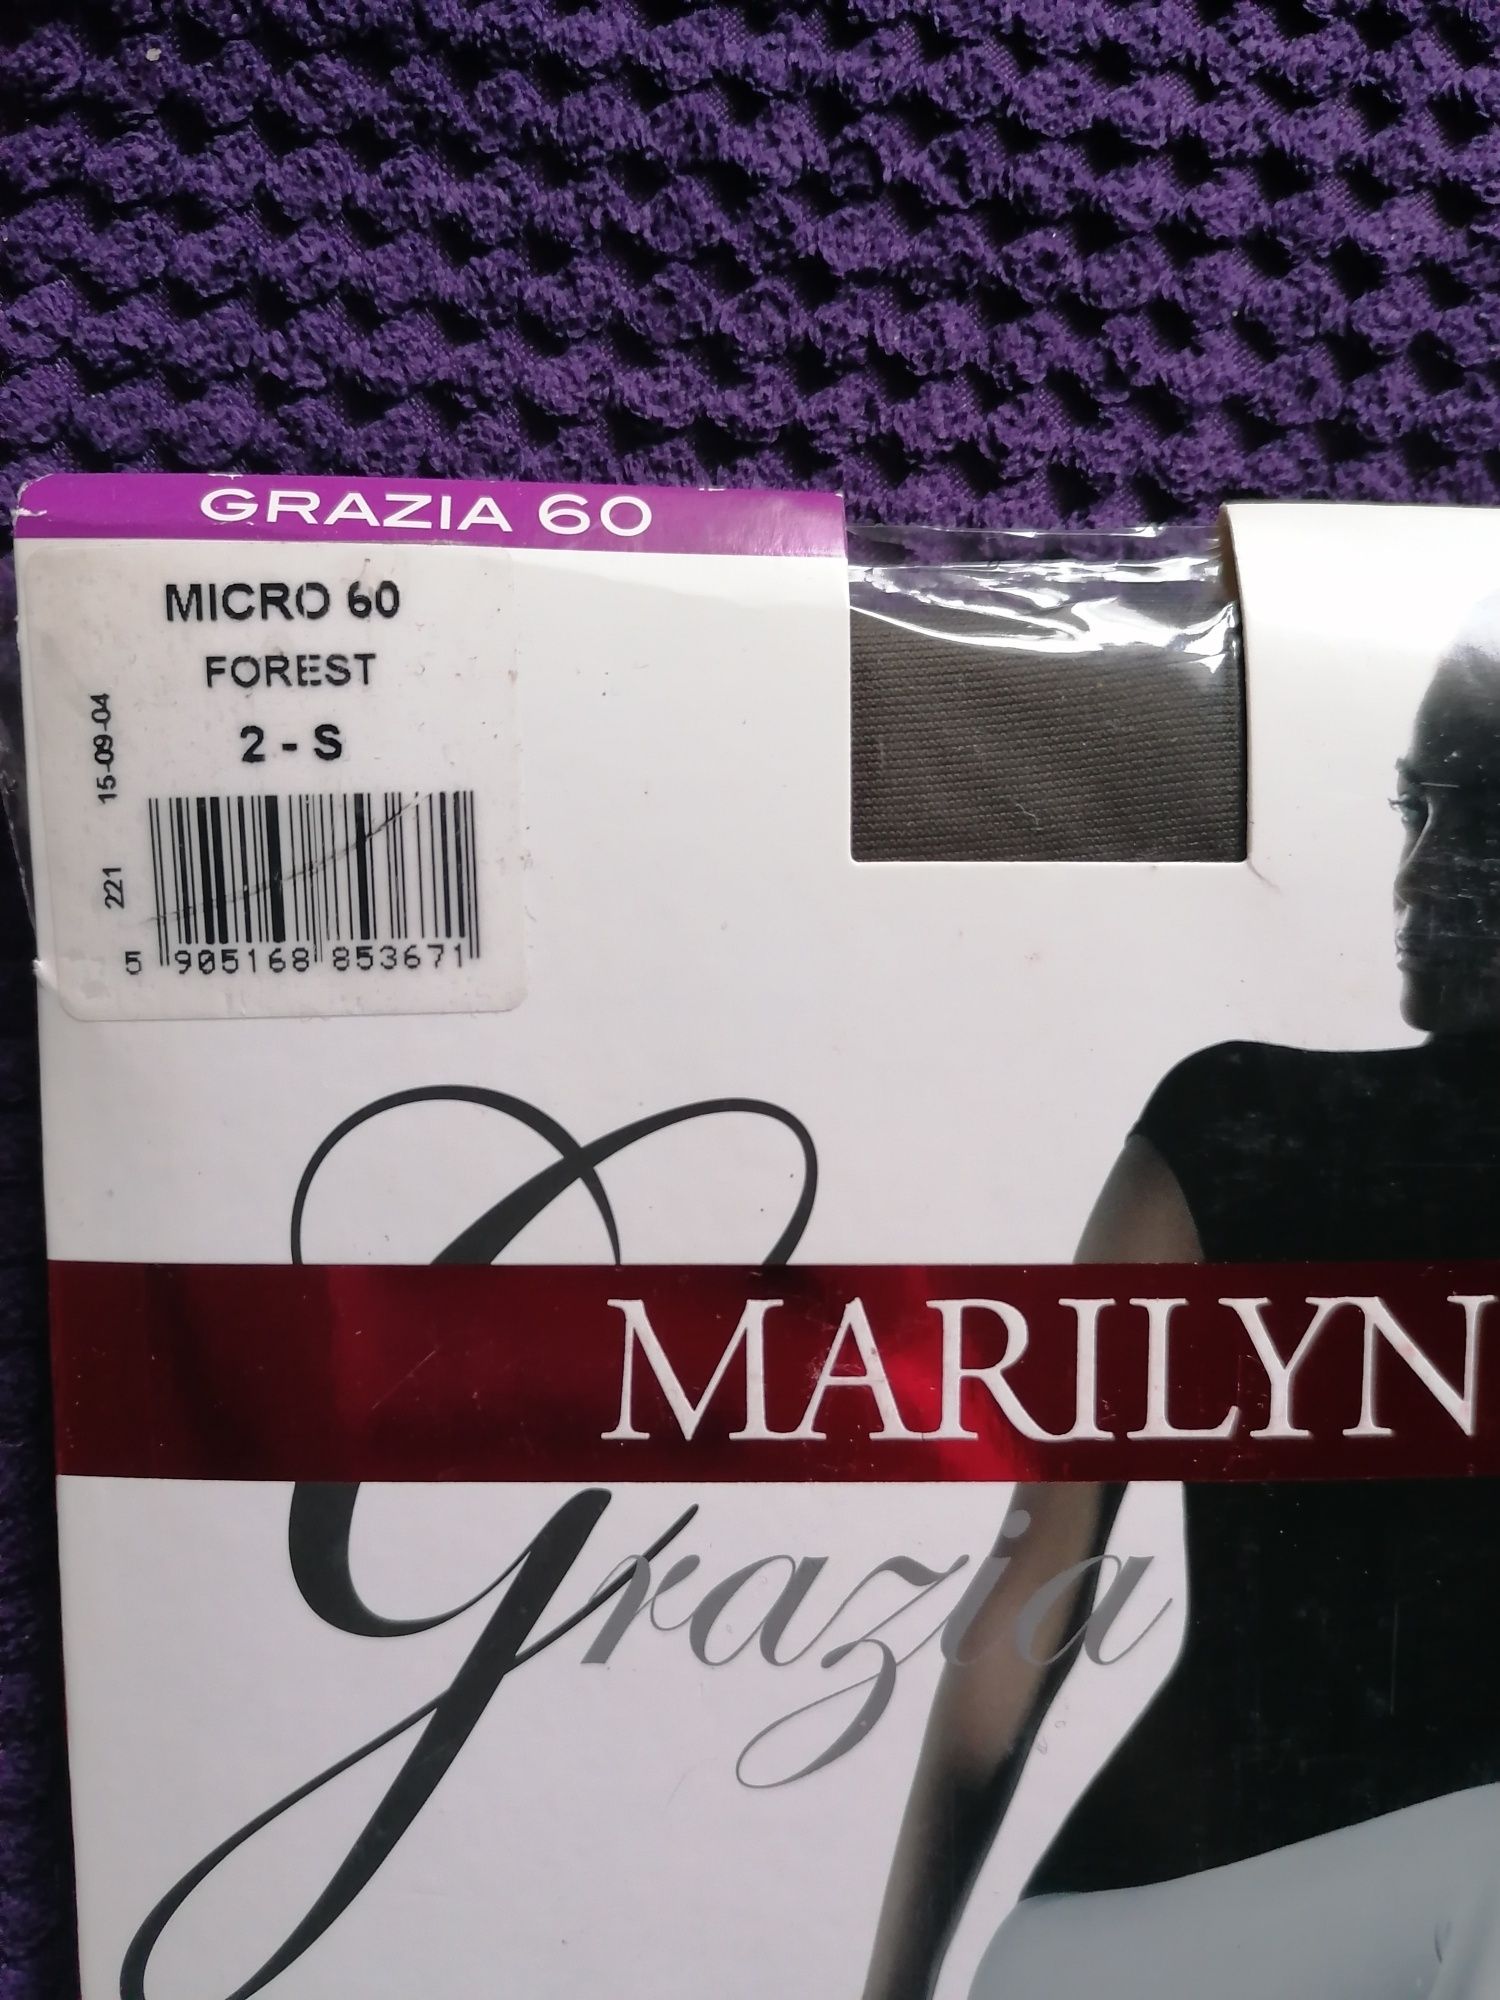 GRAZIA 60
MICRO 60
FOREST
2 - S
221 15-09-04
5 905168 853671
MARILYN
Grazia